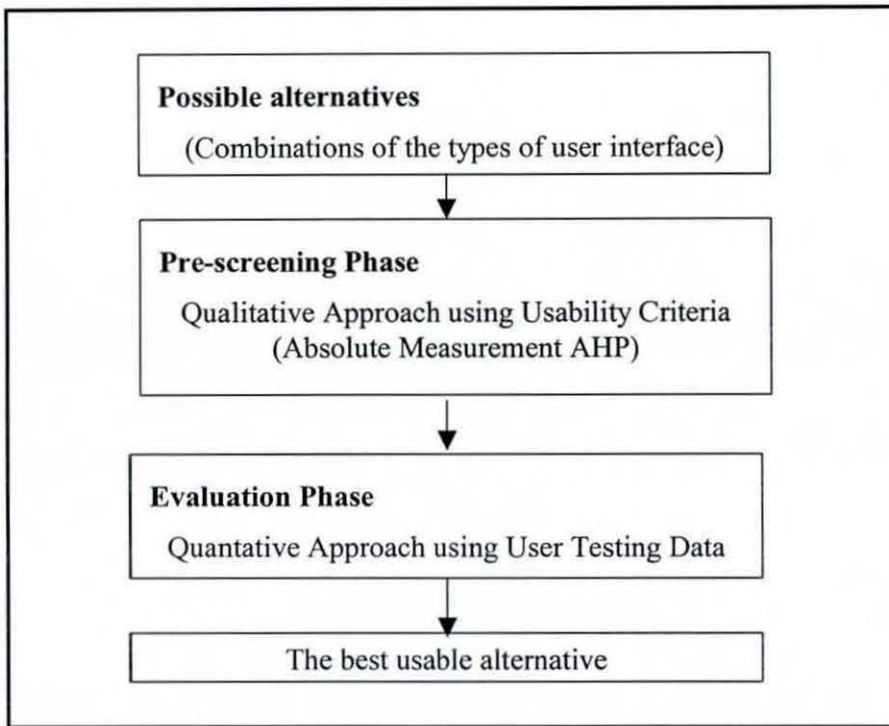 Possible alternatives
(Combinations of the types of user interface)
Pre-screening Phase
Qualitative Approach using Usability Criteria
(Absolute Measurement AHP)
Evaluation Phase
Quantative Approach using User Testing Data
The best usable alternative